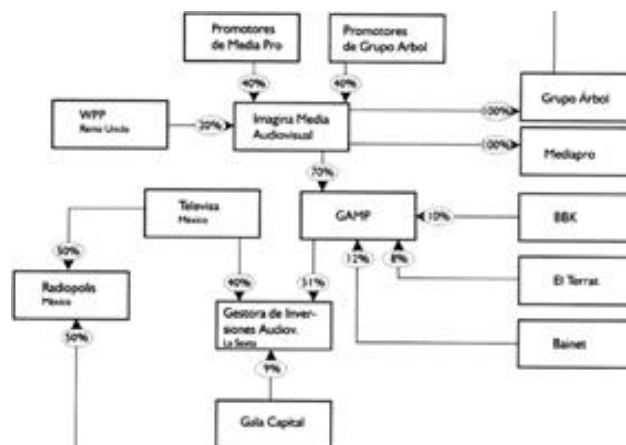 Promotores
de Media Pro
Promotores
de Grupo Arbol
40%
40%
WPP
Reino Unido
20%
Imagina Media
Audiovisual
100%
Grupo Árbol
100%
Mediapro
70%
Televisa
México
GAMP
10%
BBK
50%
12%
8%
El Terrat
Radiopolis
México
40%
51%
Gestora de Inver-
siones Audiov.
La Sexta
Bainet
50%
9%
Gala Capital